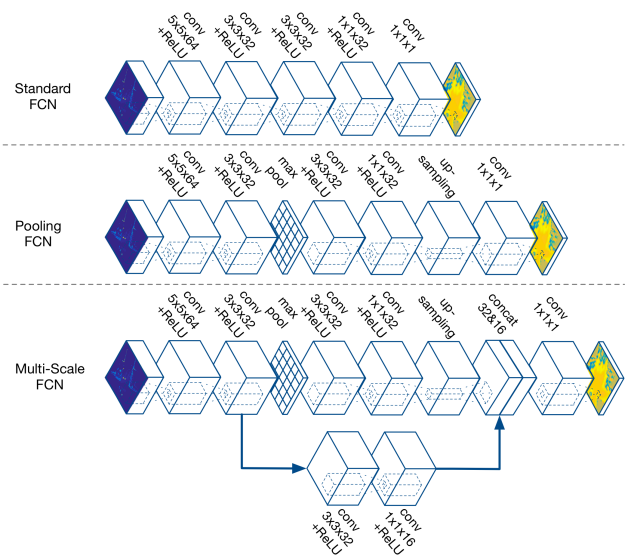 conv
5x5x64
+ReLU
conv
3x3x32
+ReLU
conv
3x3x32
+ReLU
conv
1x1x32
+ReLU
conv
1x1x1
Standard
FCN
conv
5x5x64
+ReLU
conv
3x3x32
+ReLU
max
pool
conv
3x3x32
+ReLU
conv
1x1x32
+ReLU
up-
sampling
conv
1x1x1
Pooling
FCN
conv
5x5x64
+ReLU
conv
3x3x32
+ReLU
max
pool
conv
3x3x32
+ReLU
conv
1x1x32
+ReLU
up-
sampling
concat
32&16
conv
1x1x1
Multi-Scale
FCN
conv
3x3x32
+ReLU
conv
1x1x16
+ReLU